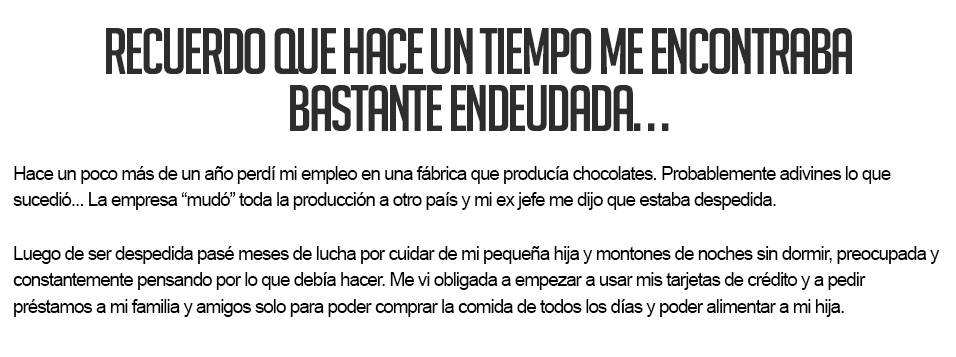 RECUERDO QUE HACE UN TIEMPO ME ENCONTRABA
BASTANTE ENDEUDADA...
Hace un poco más de un año perdí mi empleo en una fábrica que producía chocolates. Probablemente adivines lo que
sucedió... La empresa “mudó” toda la producción a otro país y mi ex jefe me dijo que estaba despedida.
Luego de ser despedida pasé meses de lucha por cuidar de mi pequeña hija y montones de noches sin dormir, preocupada y
constantemente pensando por lo que debía hacer. Me vi obligada a empezar a usar mis tarjetas de crédito y a pedir
préstamos a mi familia y amigos solo para poder comprar la comida de todos los días y poder alimentar a mi hija.